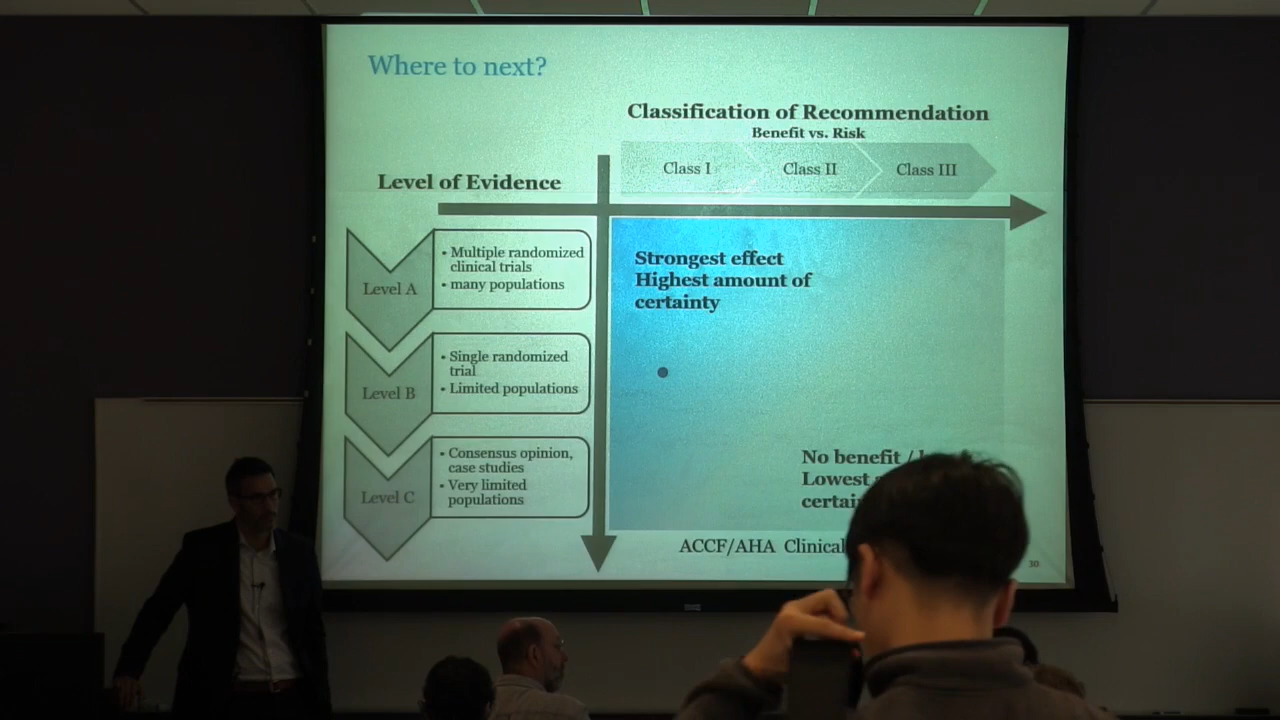 Where to next?
Classification of Recommendation
Benefit vs. Risk
Class I
Class II
Class III
Level of Evidence
Level A
• Multiple randomized
clinical trials
• many populations
Level B
• Single randomized
trial
• Limited populations
Level C
• Consensus opinion,
case studies
• Very limited
populations
Strongest effect
Highest amount of
certainty
No benefit /
Lowest
ACCF/AHA Clinical
30